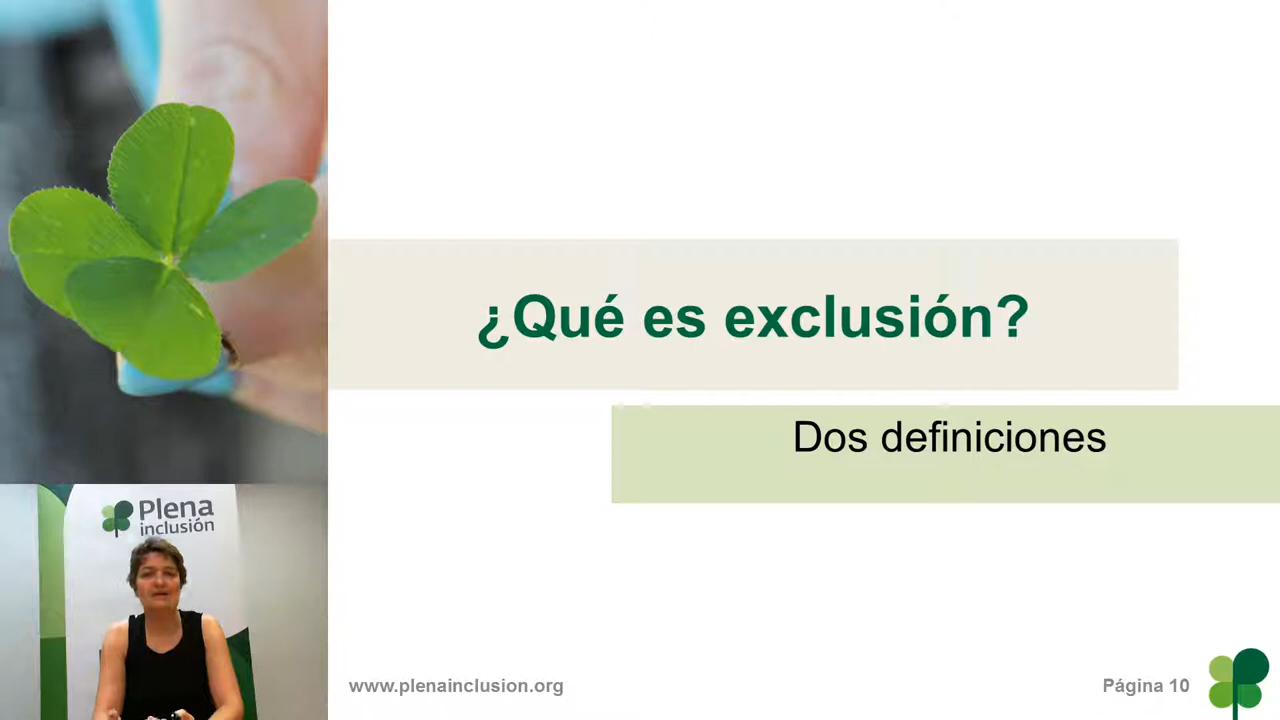 ¿Qué es exclusión?
Dos definiciones
Plena
inclusión
www.plenainclusion.org
Página 10